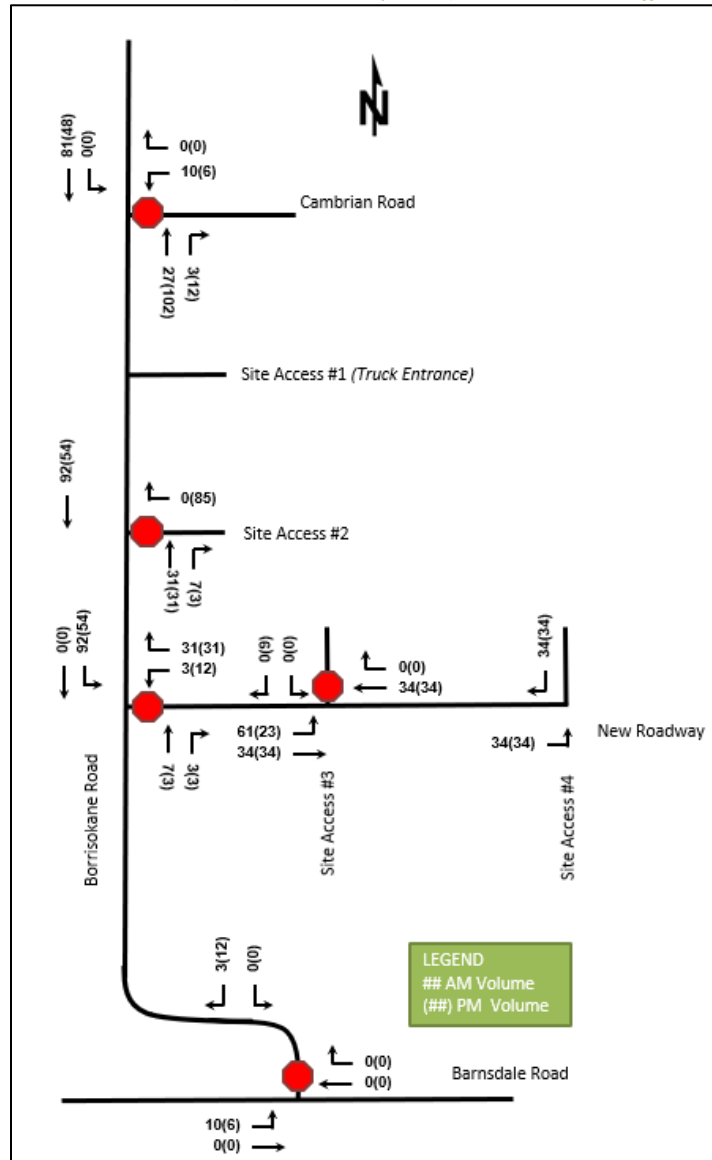 N
81(48)
0(0)
0(0)
10(6)
Cambrian Road
27(102)
3(12)
Site Access #1 (Truck Entrance)
92(54)
0(85)
Site Access #2
31(31)
7(3)
0(0)
92(54)
31(31)
3(12)
0(9)
0(0)
0(0)
34(34)
34(34)
New Roadway
7(3)
3(3)
61(23)
34(34)
34(34)
Borrisokane Road
Site Access #3
Site Access #4
3(12)
0(0)
LEGEND
## AM Volume
(##) PM Volume
0(0)
0(0)
Barnsdale Road
10(6)
0(0)